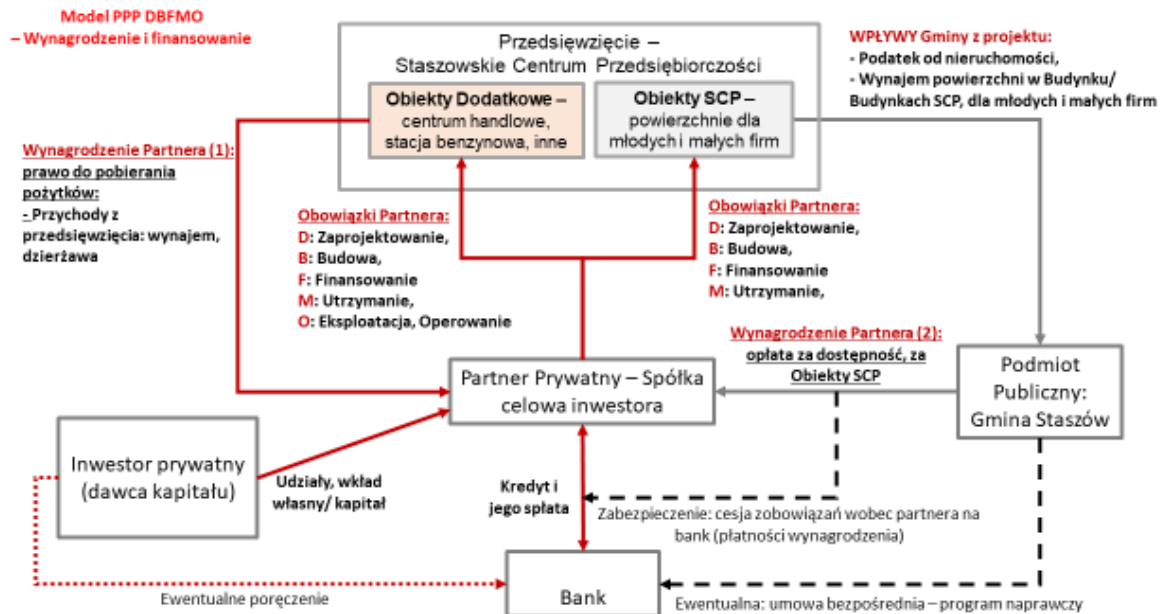 Model PPP DBFMO
– Wynagrodzenie i finansowanie
Przedsięwzięcie –
Staszowskie Centrum Przedsiębiorczości
Obiekty Dodatkowe –
centrum handlowe,
stacja benzynowa, inne
Obiekty SCP –
powierzchnie dla
młodych i małych firm
WPŁYWY Gminy z projektu:
- Podatek od nieruchomości,
- Wynajem powierzchni w Budynku/
Budynkach SCP, dla młodych i małych firm
Wynagrodzenie Partnera (1):
prawo do pobierania
pożytków:
- Przychody z
przedsięwzięcia: wynajem,
dzierżawa
Obowiązki Partnera:
D: Zaprojektowanie,
B: Budowa,
F: Finansowanie
M: Utrzymanie,
O: Eksploatacja, Operowanie
Obowiązki Partnera:
D: Zaprojektowanie,
B: Budowa,
F: Finansowanie
M: Utrzymanie,
Wynagrodzenie Partnera (2):
opłata za dostępność, za
Obiekty SCP
Partner Prywatny – Spółka
celowa inwestora
Podmiot
Publiczny:
Gmina Staszów
Inwestor prywatny
(dawca kapitału)
Udziały, wkład
własny/ kapitał
Kredyt i
jego spłata
Zabezpieczenie: cesja zobowiązań wobec partnera na
bank (płatności wynagrodzenia)
Ewentualne poręczenie
Bank
Ewentualna: umowa bezpośrednia – program naprawczy